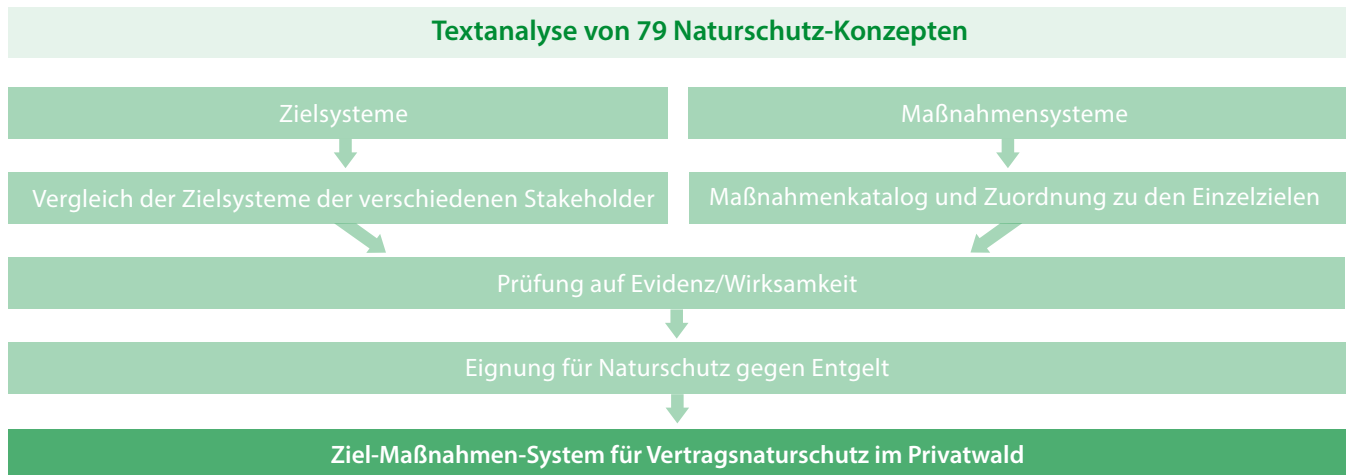 Textanalyse von 79 Naturschutz-Konzepten
Zielsysteme
Maßnahmensysteme
Vergleich der Zielsysteme der verschiedenen Stakeholder
Maßnahmenkatalog und Zuordnung zu den Einzelzielen
Prüfung auf Evidenz/Wirksamkeit
Eignung für Naturschutz gegen Entgelt
Ziel-Maßnahmen-System für Vertragsnaturschutz im Privatwald